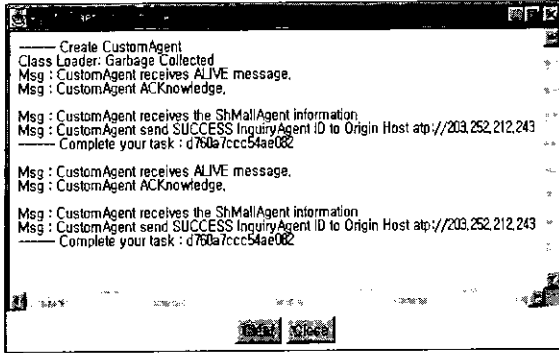 ------ Create CustomAgent
Class Loader: Garbage Collected
Msg : CustomAgent receives ALIVE message,
Msg : CustomAgent ACKnowledge,
Msg : CustomAgent receives the ShMallAgent information
Msg : CustomAgent send SUCCESS InquiryAgent ID to Origin Host atp://203,252,212,243
------ Complete your task : d760a7ccc54ae082
Msg : CustomAgent receives ALIVE message,
Msg : CustomAgent ACKnowledge,
Msg : CustomAgent receives the ShMallAgent information
Msg : CustomAgent send SUCCESS InquiryAgent ID to Origin Host atp://203,252,212,243
------ Complete your task : d760a7ccc54ae082
Close